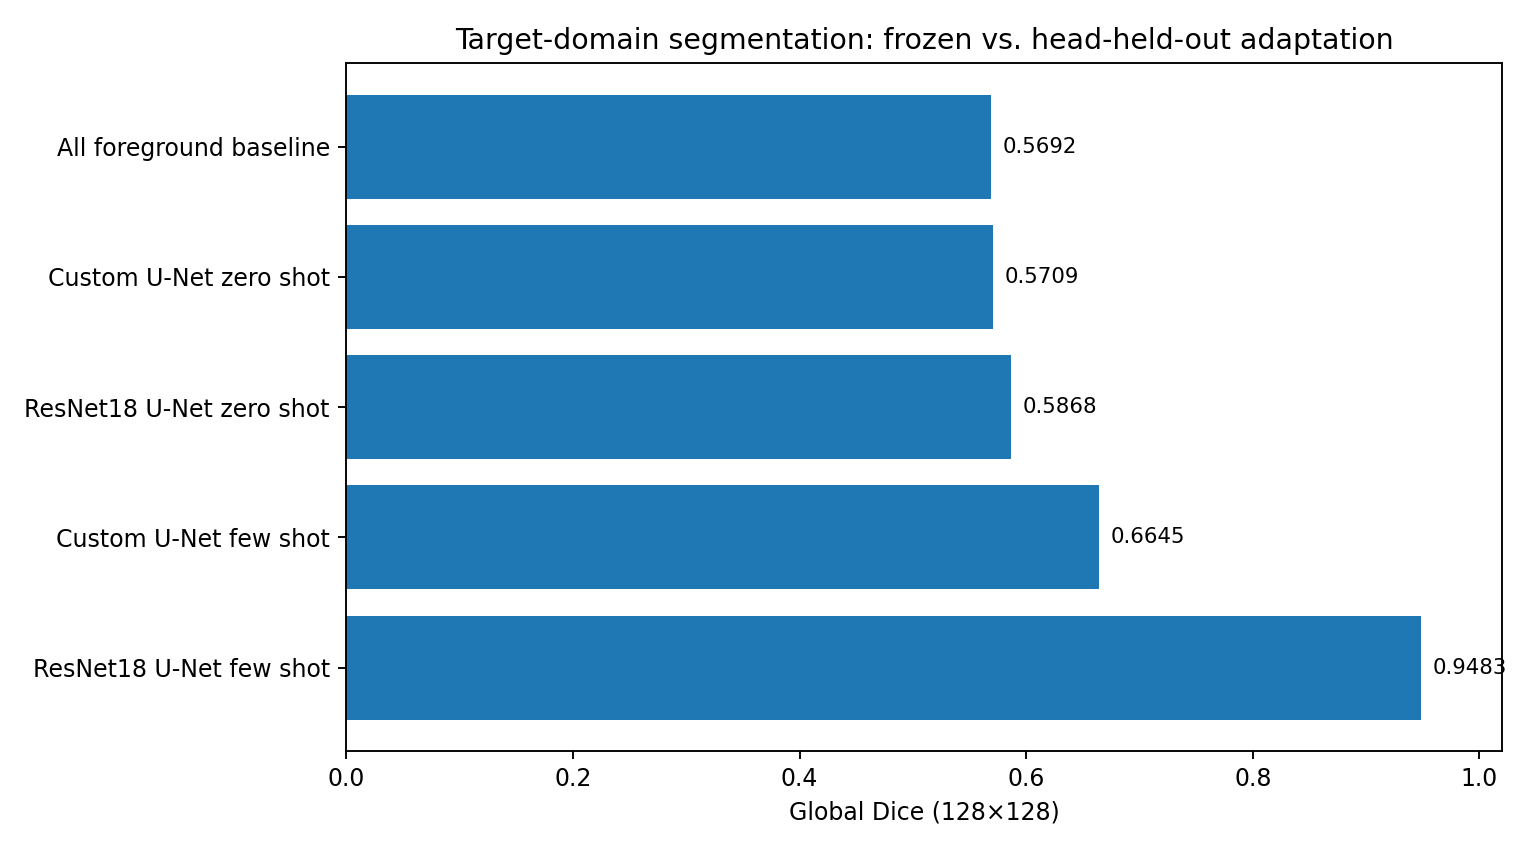 Target-domain segmentation: frozen vs. head-held-out adaptation
All foreground baseline
0.5692
Custom U-Net zero shot
0.5709
ResNet18 U-Net zero shot
0.5868
Custom U-Net few shot
0.6645
ResNet18 U-Net few shot
0.9483
0.0 0.2 0.4 0.6 0.8 1.0
Global Dice (128×128)